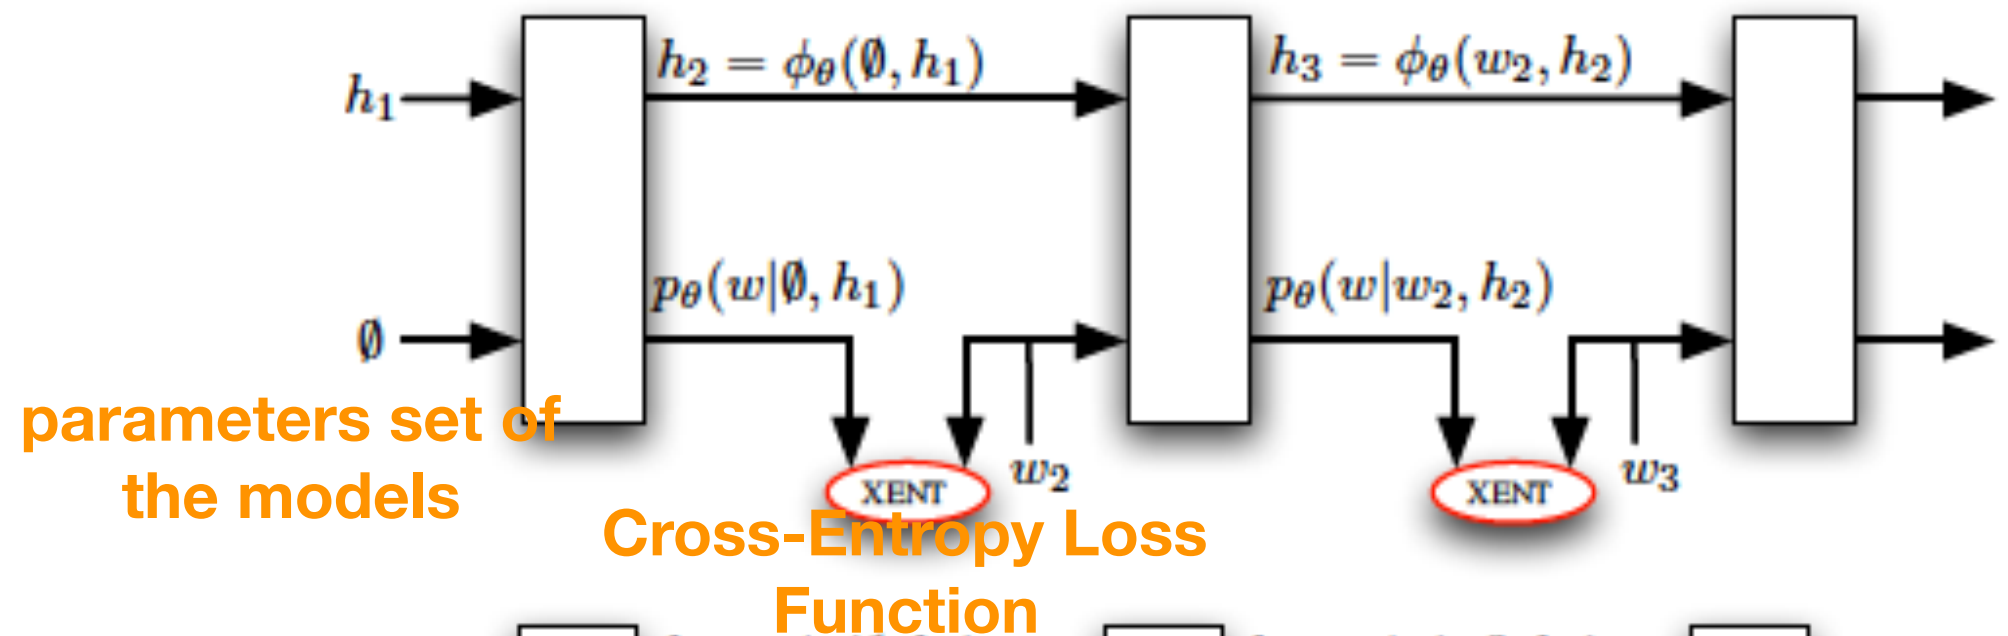 h₂ = ϕθ(∅, h₁)
h₃ = ϕθ(w₂, h₂)
h₁
pθ(w|∅, h₁)
pθ(w|w₂, h₂)
∅
parameters set of
the models
XENT
w₂
XENT
w₃
Cross-Entropy Loss
Function